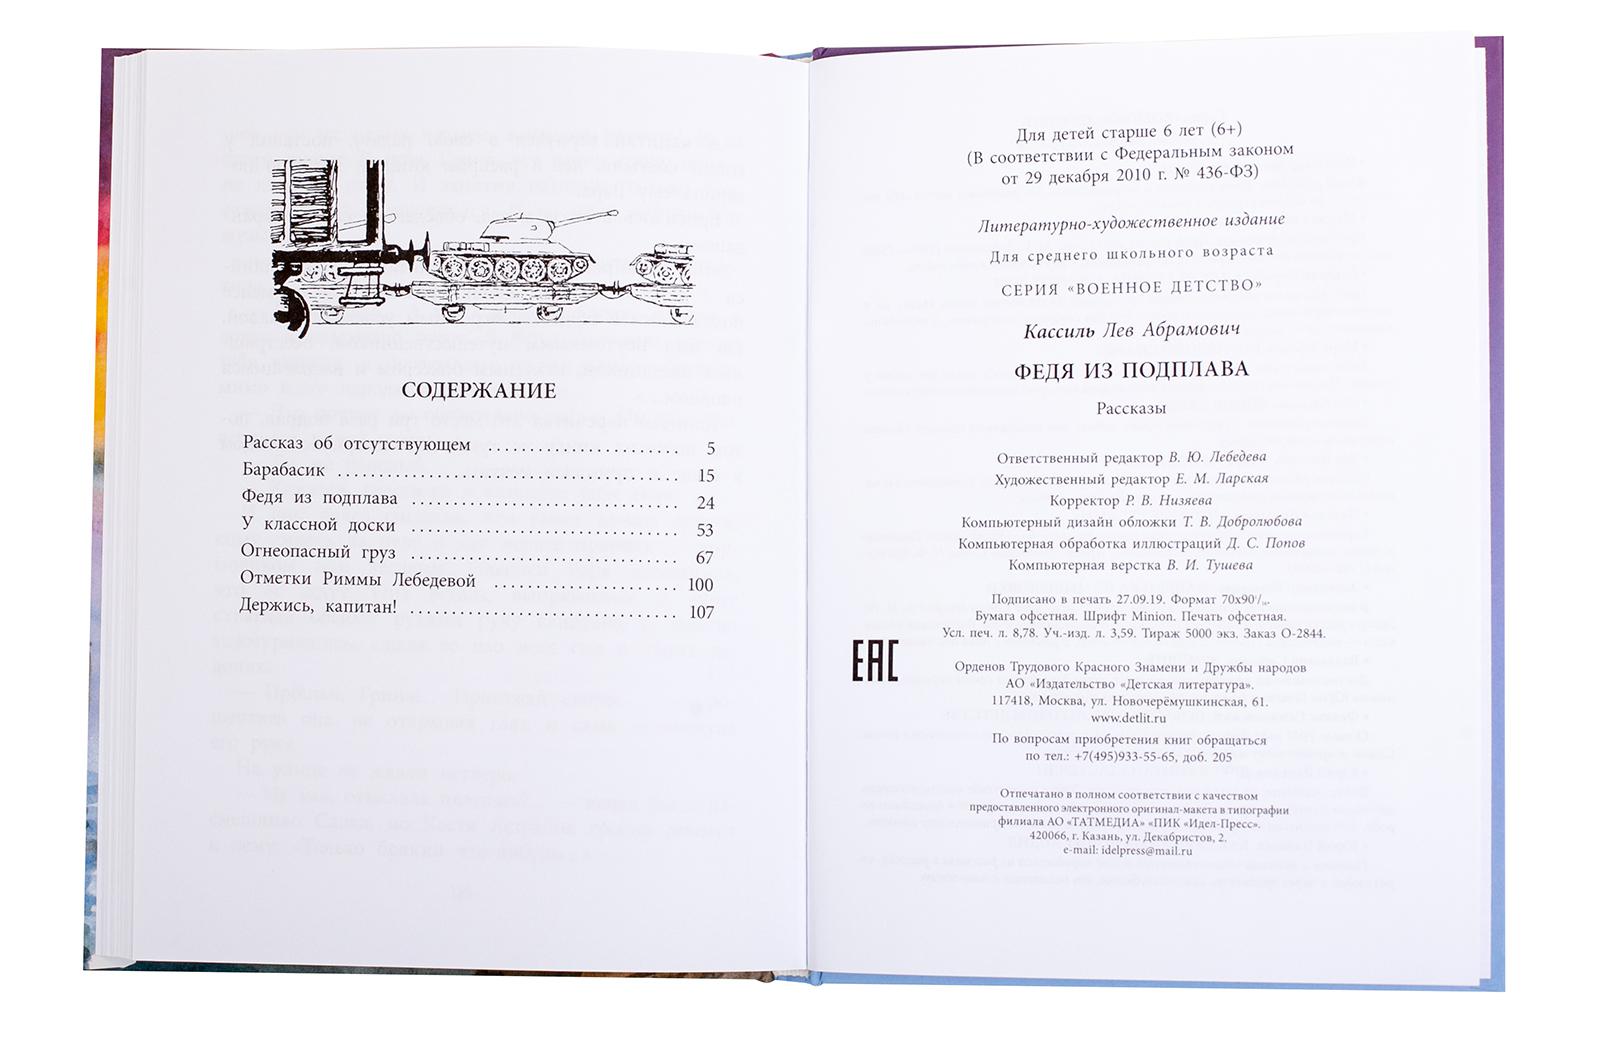 СОДЕРЖАНИЕ
Рассказ об отсутствующем ........................ 5
Барабасик ........................................... 15
Федя из подплава .................................. 24
У классной доски .................................. 53
Огнеопасный груз .................................. 67
Отметки Риммы Лебедевой ........................ 100
Держись, капитан! .................................. 107
Для детей старше 6 лет (6+)
(В соответствии с Федеральным законом
от 29 декабря 2010 г. № 436-ФЗ)
Литературно-художественное издание
Для среднего школьного возраста
СЕРИЯ «ВОЕННОЕ ДЕТСТВО»
Кассиль Лев Абрамович
ФЕДЯ ИЗ ПОДПЛАВА
Рассказы
Ответственный редактор В. Ю. Лебедева
Художественный редактор Е. М. Ларская
Корректор Р. В. Низяева
Компьютерный дизайн обложки Т. В. Добролюбова
Компьютерная обработка иллюстраций Д. С. Попов
Компьютерная верстка В. И. Тушева
Подписано в печать 27.09.19. Формат 70х90¹/₁₆.
Бумага офсетная. Шрифт Minion. Печать офсетная.
Усл. печ. л. 8,78. Уч.-изд. л. 3,59. Тираж 5000 экз. Заказ О-2844.
ЕАС
Орденов Трудового Красного Знамени и Дружбы народов
АО «Издательство «Детская литература».
117418, Москва, ул. Новочерёмушкинская, 61.
www.detlit.ru
По вопросам приобретения книг обращаться
по тел.: +7(495)933-55-65, доб. 205
Отпечатано в полном соответствии с качеством
предоставленного электронного оригинал-макета в типографии
филиала АО «ТАТМЕДИА» «ПИК «Идел-Пресс».
420066, г. Казань, ул. Декабристов, 2.
e-mail: idelpress@mail.ru